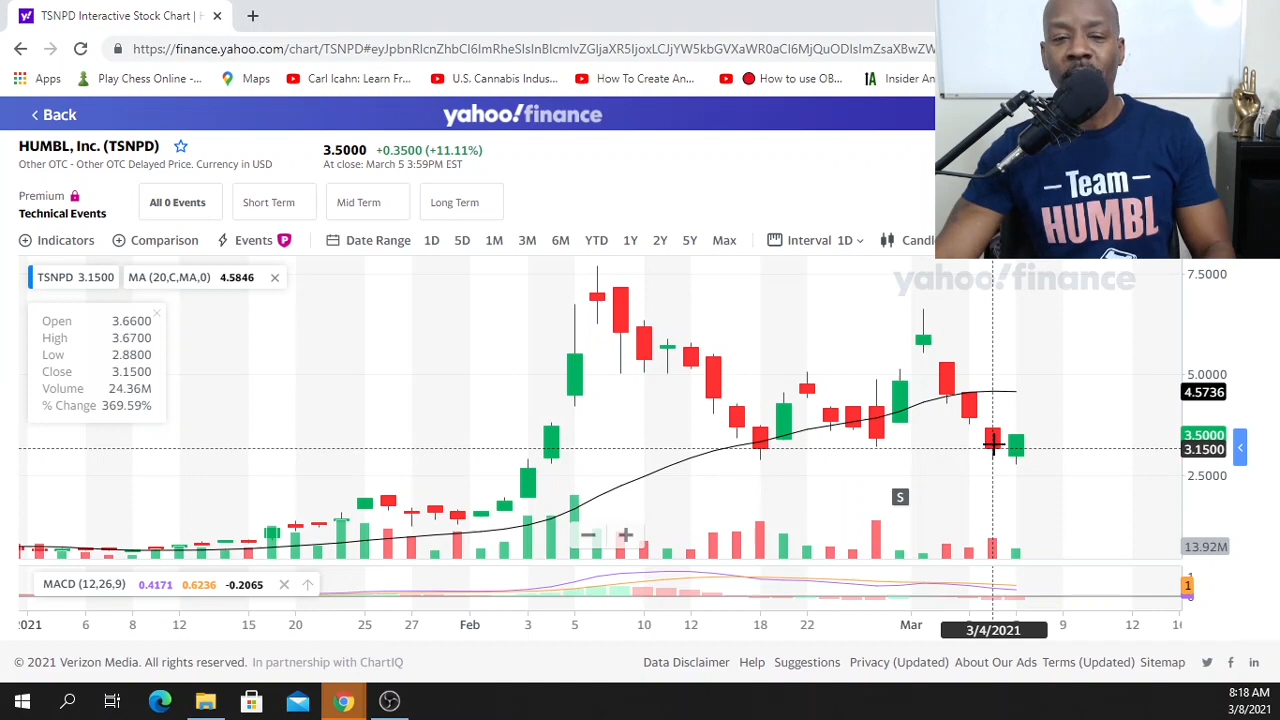 TSNPD Interactive Stock Chart |
https://finance.yahoo.com/chart/TSNPD#
Apps
Play Chess Online -...
Maps
Carl Icahn: Learn Fr...
U.S. Cannabis Indus...
How To Create An...
How to use OB...
IA Insider An
Back
yahoo!finance
HUMBL, Inc. (TSNPD)
3.5000 +0.3500 (+11.11%)
Other OTC - Other OTC Delayed Price. Currency in USD
At close: March 5 3:59PM EST
Premium
Technical Events
All 0 Events
Short Term
Mid Term
Long Term
Team
HUMBL
Indicators
Comparison
Events P
Date Range
1D 5D 1M 3M 6M YTD 1Y 2Y 5Y Max
Interval 1D
Candl
TSNPD 3.1500
MA (20,C,MA,0) 4.5846
yahoo!finance
7.5000
Open 3.6600
High 3.6700
Low 2.8800
Close 3.1500
Volume 24.36M
% Change 369.59%
5.0000
4.5736
3.5000
3.1500
2.5000
S
13.92M
MACD (12,26,9) 0.4171 0.6236 -0.2065
1
2021 6 8 12 15 20 25 27 Feb 3 5 10 12 18 22 Mar 3/4/2021 9 12
© 2021 Verizon Media. All rights reserved. In partnership with ChartIQ
Data Disclaimer Help Suggestions Privacy (Updated) About Our Ads Terms (Updated) Sitemap
8:18 AM
3/8/2021